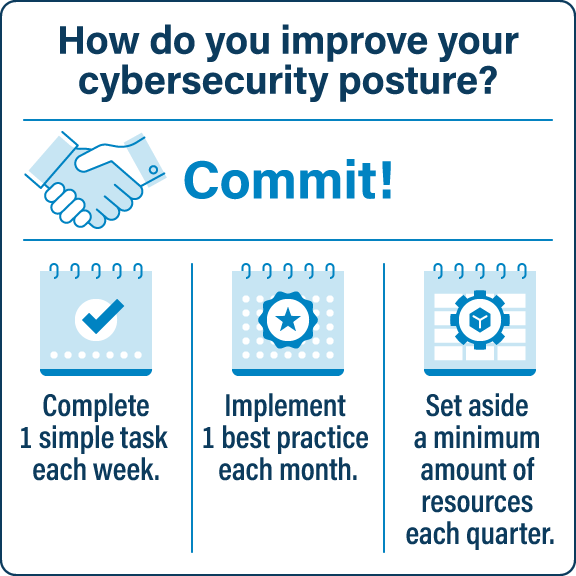 How do you improve your
cybersecurity posture?
Commit!
Complete
1 simple task
each week.
Implement
1 best practice
each month.
Set aside
a minimum
amount of
resources
each quarter.